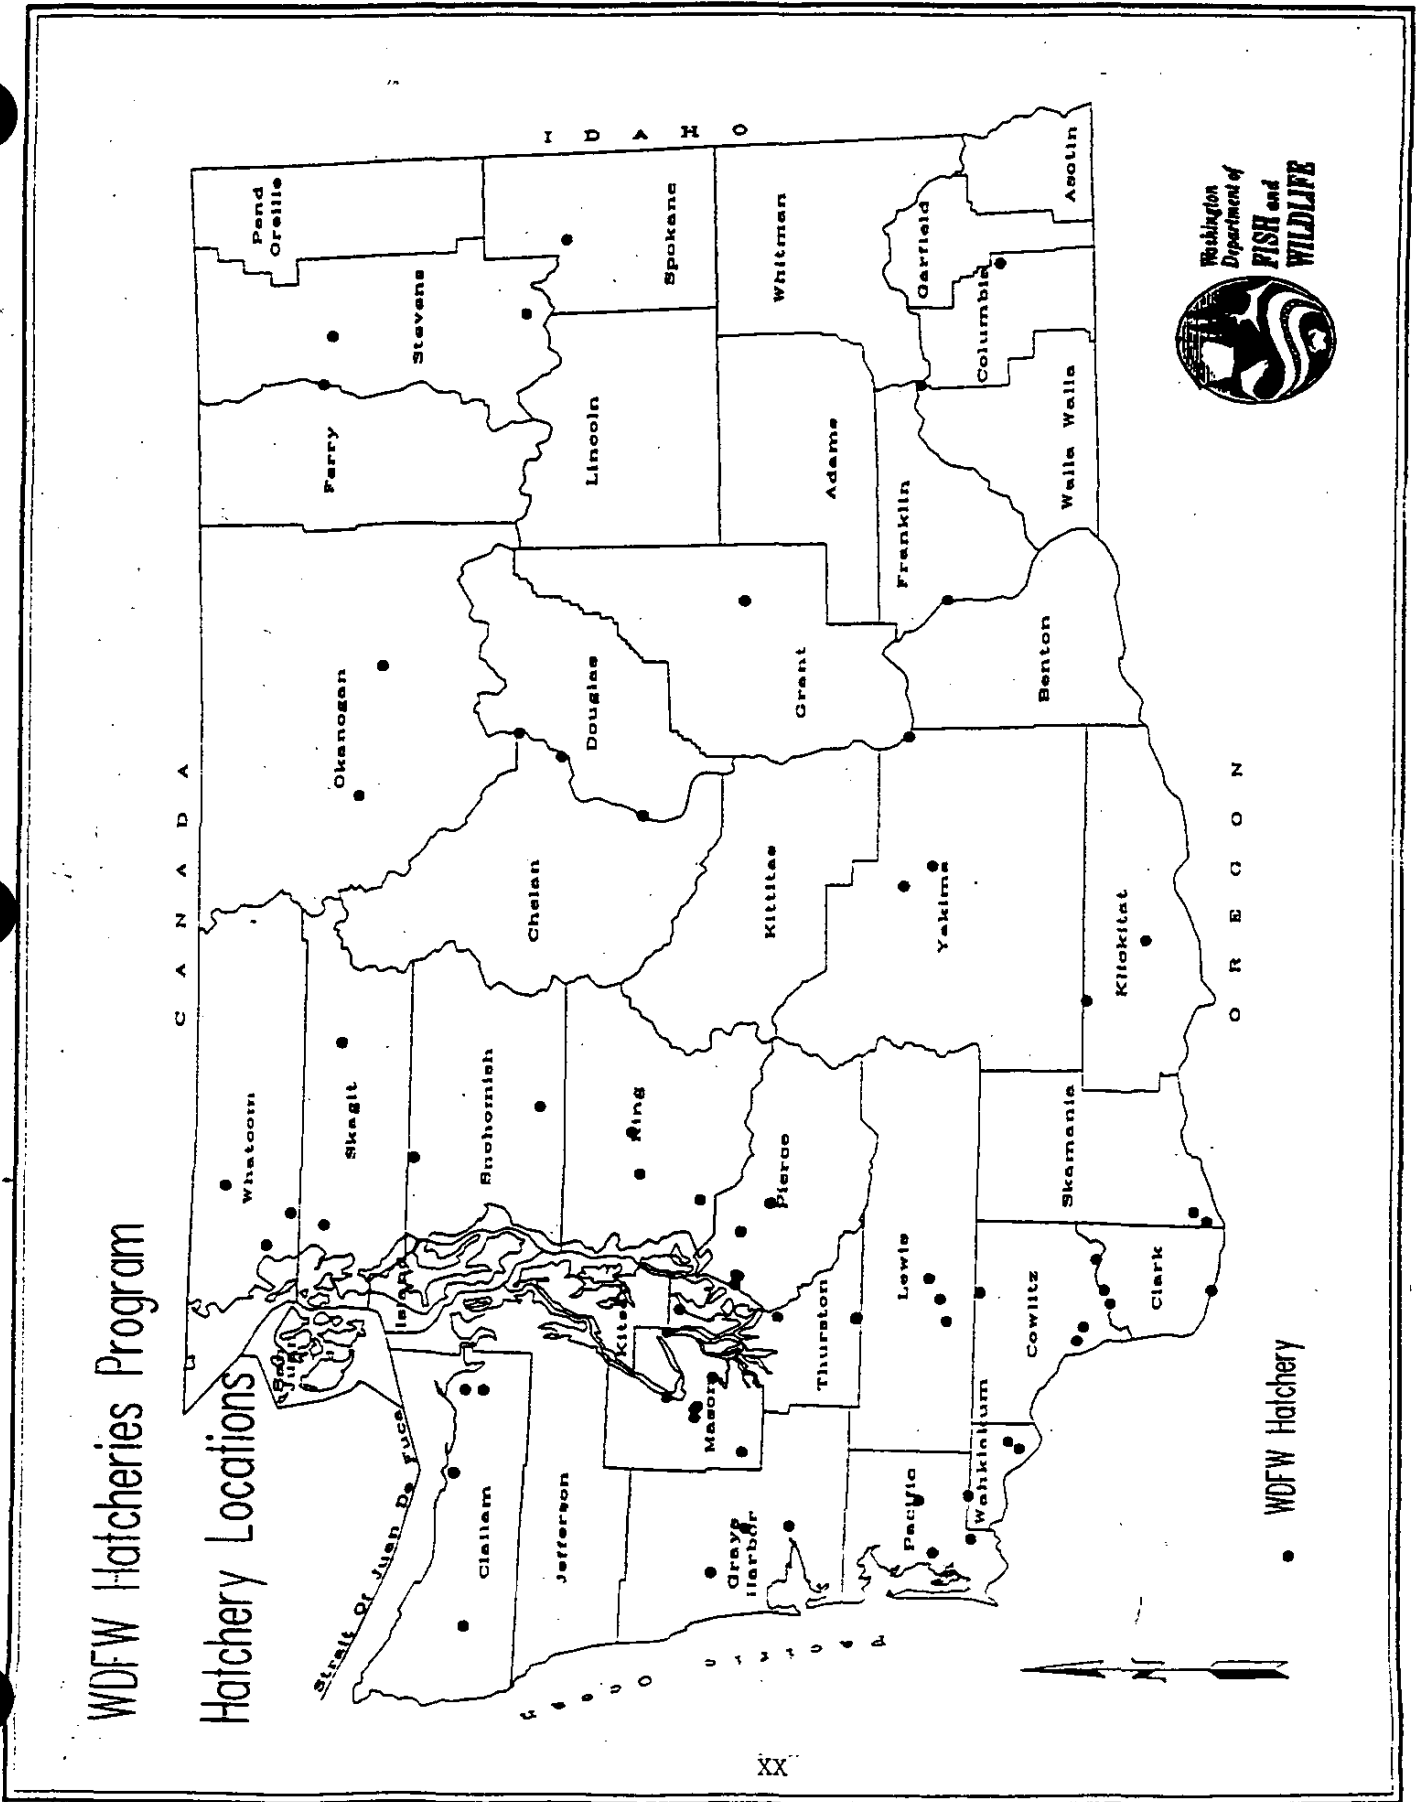 WDFW Hatcheries Program
Hatchery Locations
CANADA
IDAHO
OREGON
Strait Of Juan De Fuca
Whatcom
Okanogan
Ferry
Stevens
Pend
Oreille
San
Juan
Skagit
Island
Snohomish
Chelan
Douglas
Lincoln
Spokane
Clallam
Jefferson
King
Kittitas
Grant
Adams
Whitman
Mason
Grays
Harbor
Pierce
Thurston
Pacific
Lewis
Yakima
Franklin
Garfield
Columbia
Asotin
Wahkiakum
Cowlitz
Skamania
Benton
Walla Walla
Clark
Klickitat
WDFW Hatchery
N
Washington
Department of
FISH and
WILDLIFE
XX